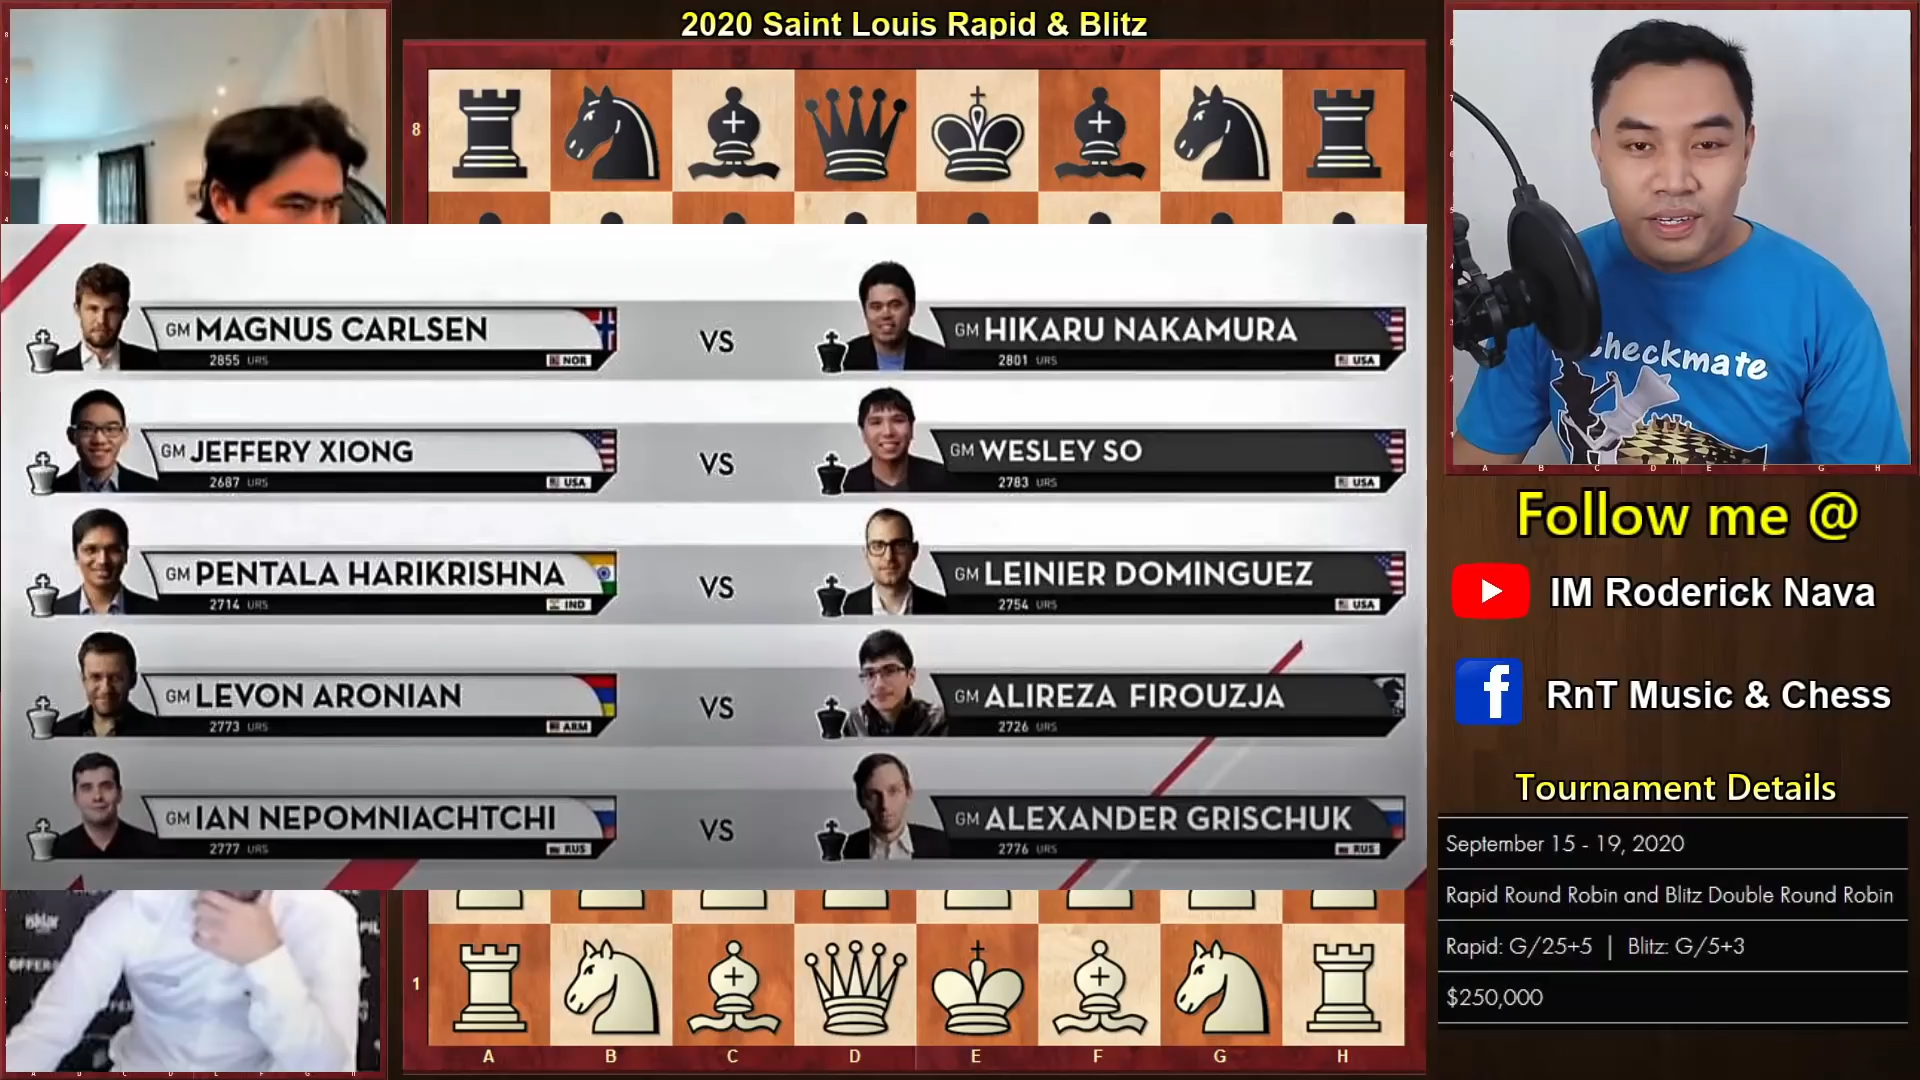 2020 Saint Louis Rapid & Blitz
8
GM MAGNUS CARLSEN
2855 URS
NOR
VS
GM HIKARU NAKAMURA
2801 URS
USA
GM JEFFERY XIONG
2687 URS
USA
VS
GM WESLEY SO
2783 URS
USA
GM PENTALA HARIKRISHNA
2714 URS
IND
VS
GM LEINIER DOMINGUEZ
2754 URS
USA
GM LEVON ARONIAN
2773 URS
ARM
VS
GM ALIREZA FIROUZJA
2726 URS
GM IAN NEPOMNIACHTCHI
2777 URS
RUS
VS
GM ALEXANDER GRISCHUK
2776 URS
RUS
1
A B C D E F G H
Checkmate
A B C D E F G H
Follow me @
IM Roderick Nava
f
RnT Music & Chess
Tournament Details
September 15 - 19, 2020
Rapid Round Robin and Blitz Double Round Robin
Rapid: G/25+5 | Blitz: G/5+3
$250,000